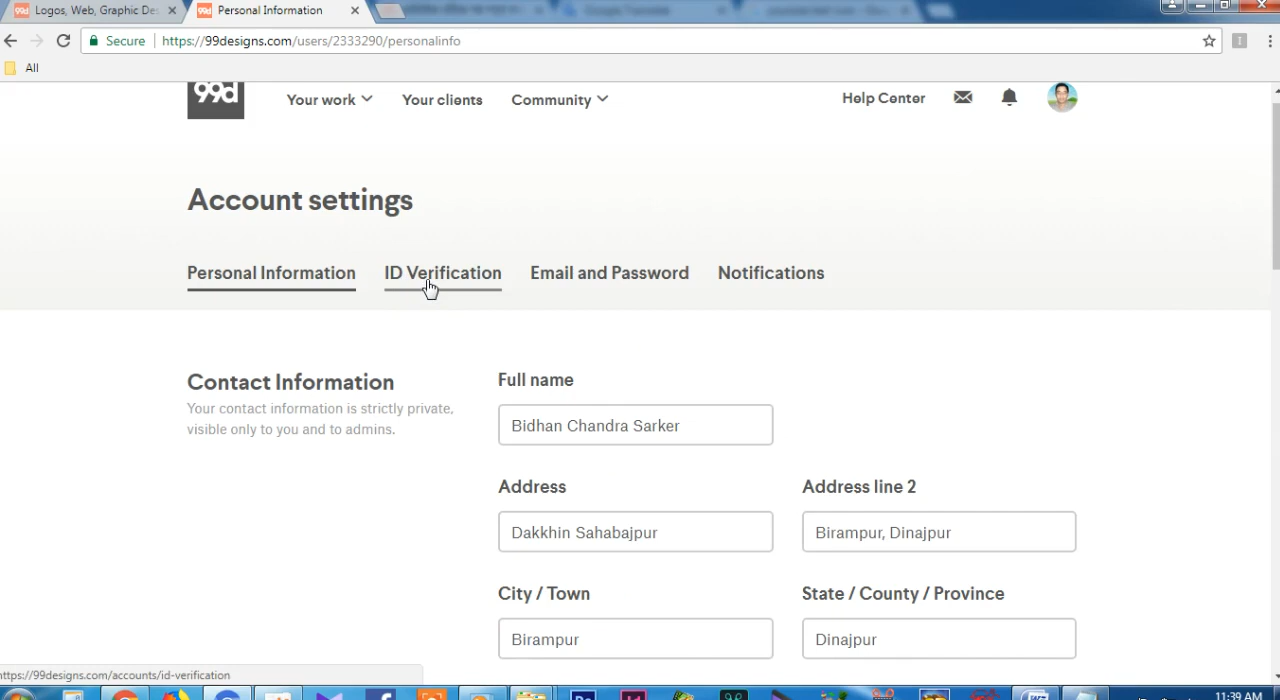 Logos, Web, Graphic De
Personal Information
Secure
https://99designs.com/users/2333290/personalinfo
All
99d
Your work
Your clients
Community
Help Center
Account settings
Personal Information
ID Verification
Email and Password
Notifications
Contact Information
Your contact information is strictly private,
visible only to you and to admins.
Full name
Bidhan Chandra Sarker
Address
Address line 2
Dakkhin Sahabajpur
Birampur, Dinajpur
City / Town
State / County / Province
Birampur
Dinajpur
https://99designs.com/accounts/id-verification
11:39 AM